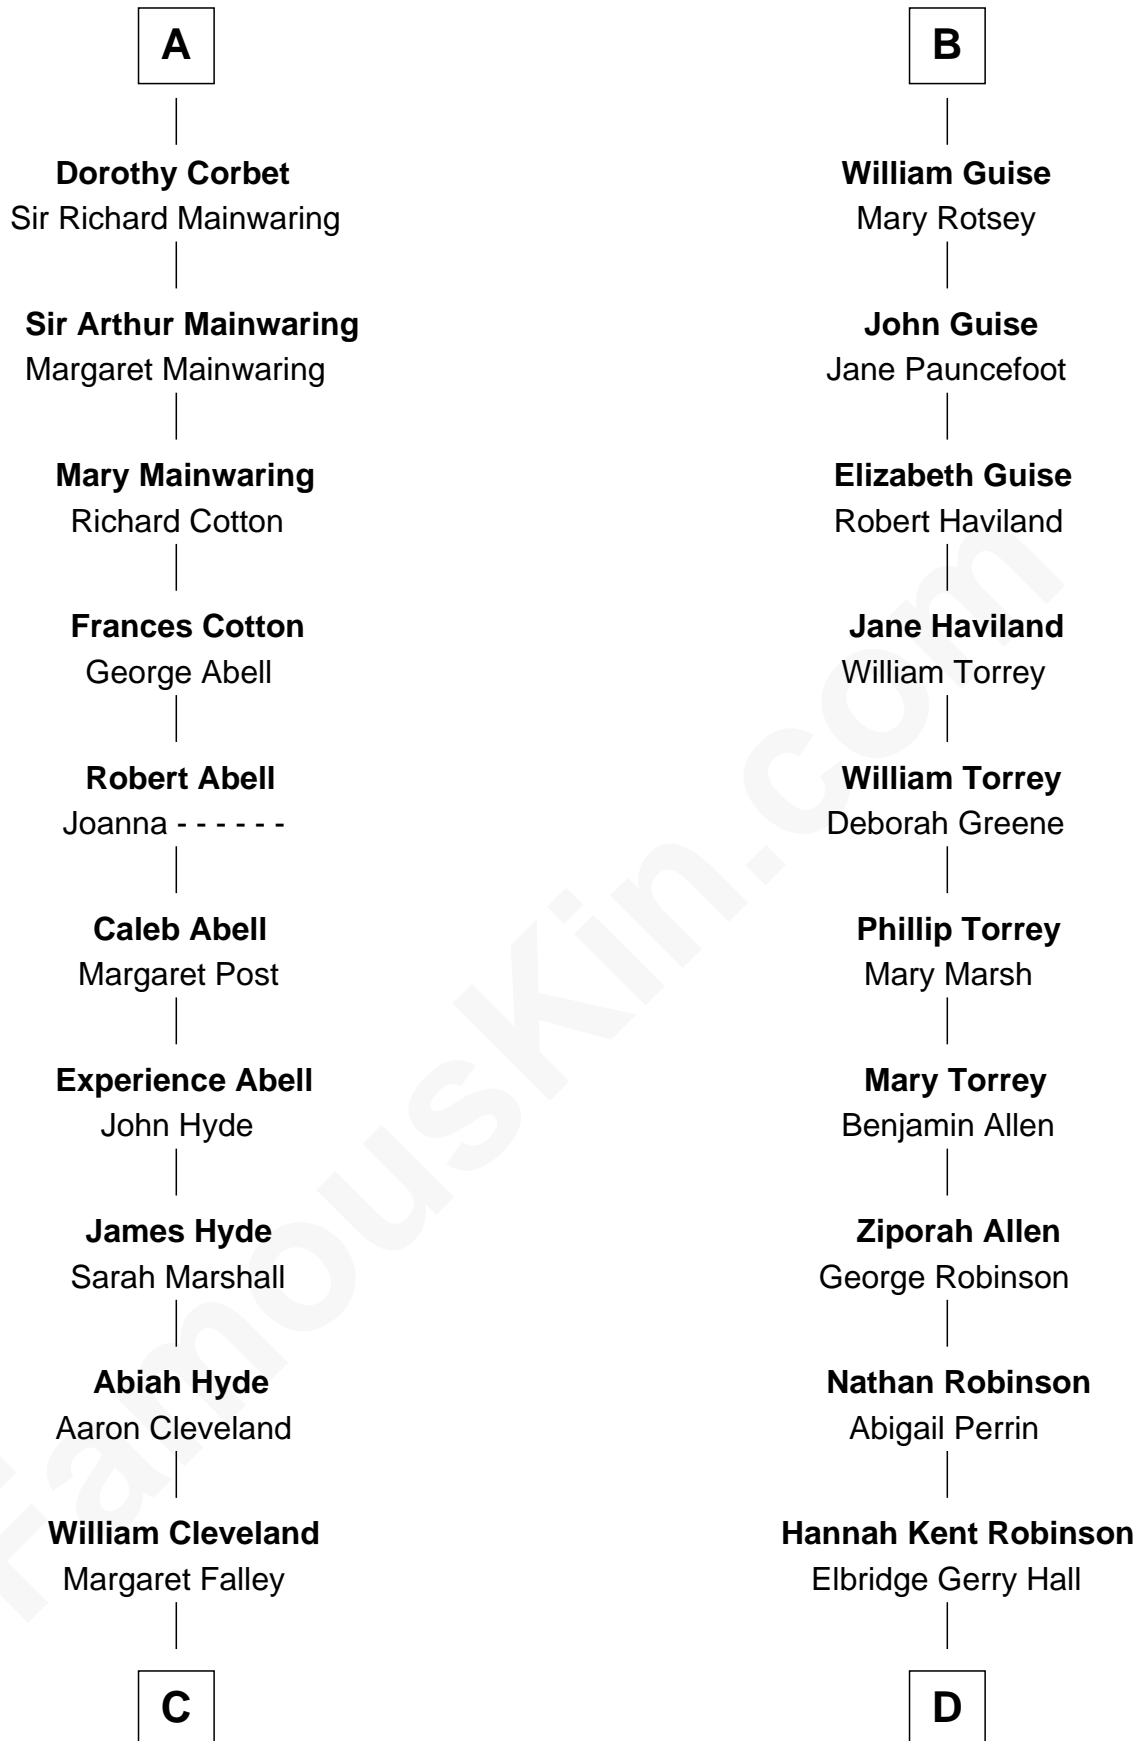 A
Dorothy Corbet
Sir Richard Mainwaring
Sir Arthur Mainwaring
Margaret Mainwaring
Mary Mainwaring
Richard Cotton
Frances Cotton
George Abell
Robert Abell
Joanna - - - - - -
Caleb Abell
Margaret Post
Experience Abell
John Hyde
James Hyde
Sarah Marshall
Abiah Hyde
Aaron Cleveland
William Cleveland
Margaret Falley
C
B
William Guise
Mary Rotsey
John Guise
Jane Pauncefoot
Elizabeth Guise
Robert Haviland
Jane Haviland
William Torrey
William Torrey
Deborah Greene
Phillip Torrey
Mary Marsh
Mary Torrey
Benjamin Allen
Ziporah Allen
George Robinson
Nathan Robinson
Abigail Perrin
Hannah Kent Robinson
Elbridge Gerry Hall
D
FamousKin.com